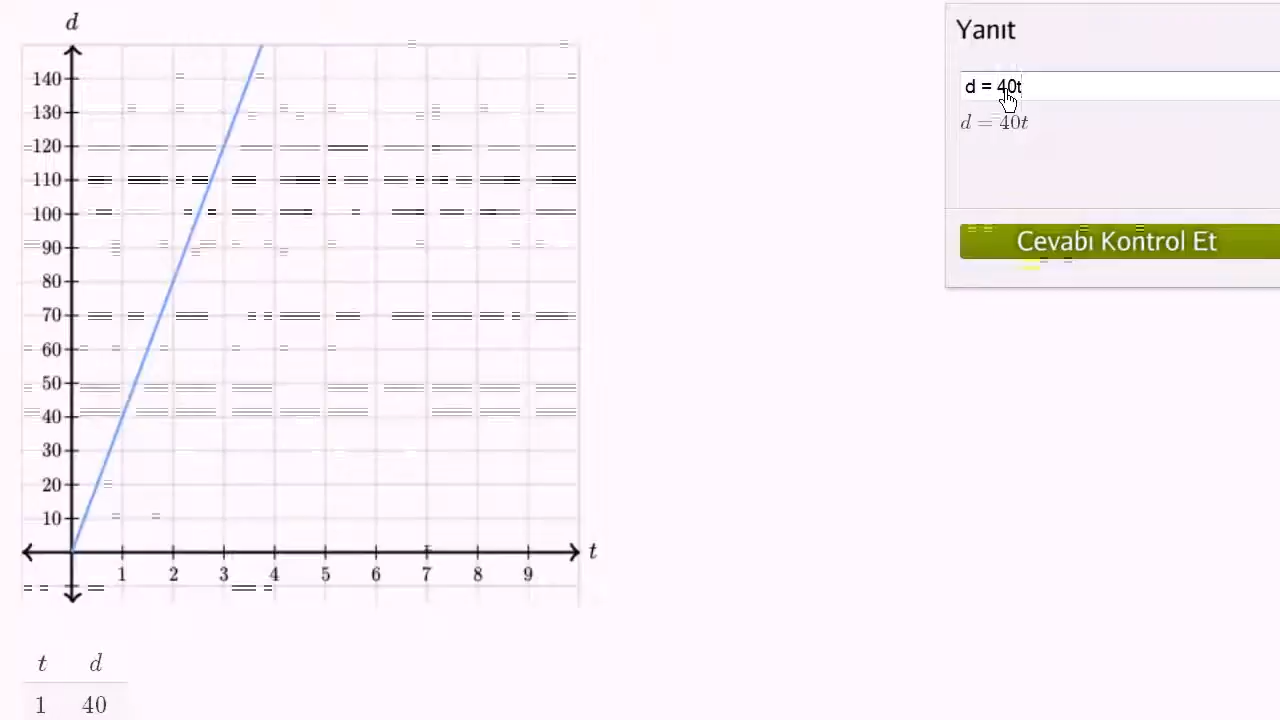 d
140
130
120
110
100
90
80
70
60
50
40
30
20
10
1 2 3 4 5 6 7 8 9
t
t d
1 40
Yanıt
d = 40t
d = 40t
Cevabı Kontrol Et